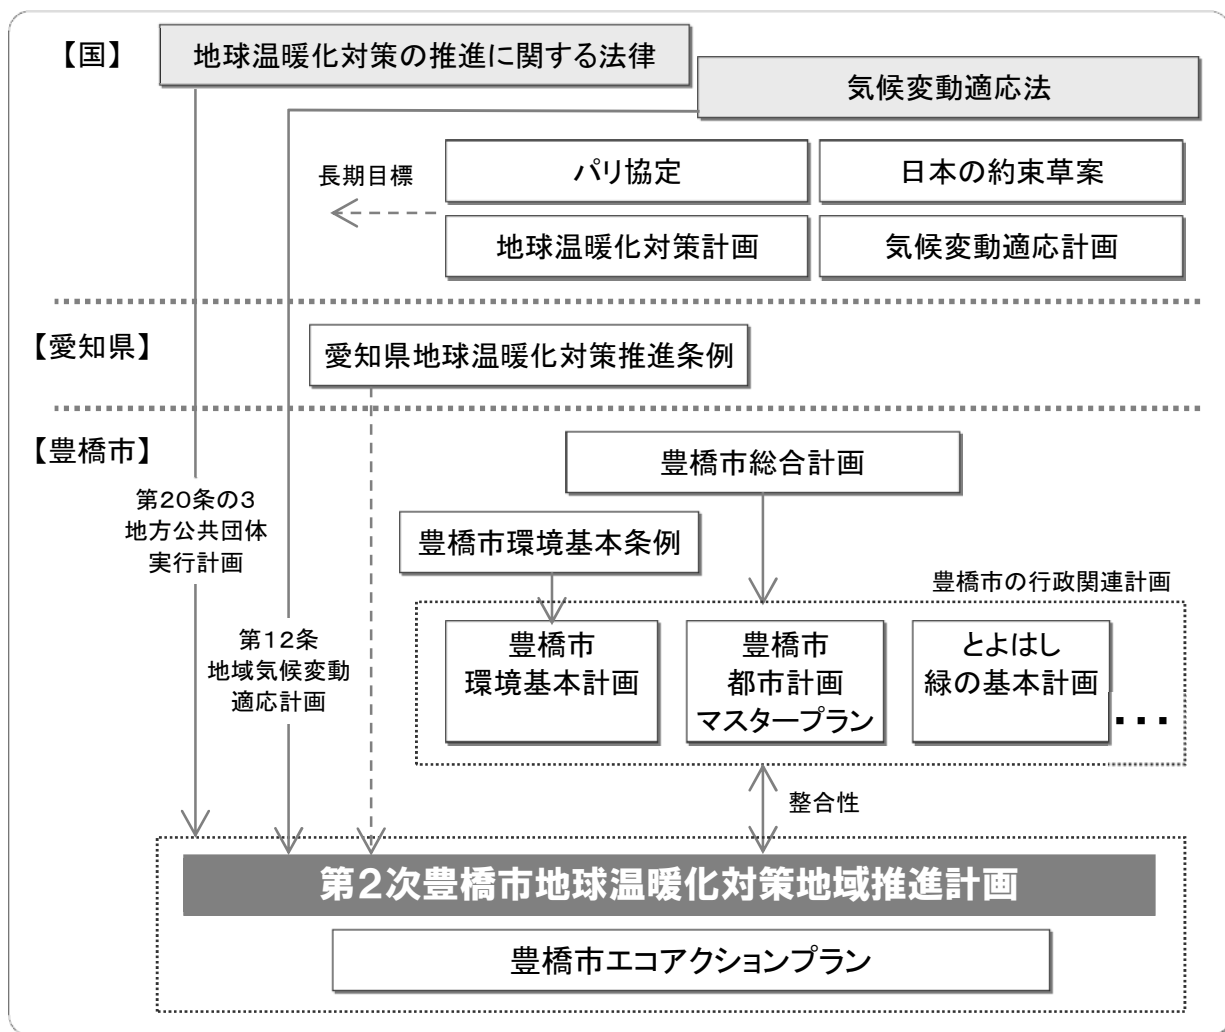 【国】
地球温暖化対策の推進に関する法律
気候変動適応法
長期目標
パリ協定
日本の約束草案
地球温暖化対策計画
気候変動適応計画
【愛知県】
愛知県地球温暖化対策推進条例
【豊橋市】
豊橋市総合計画
第20条の3
地方公共団体
実行計画
豊橋市環境基本条例
豊橋市の行政関連計画
第12条
地域気候変動
適応計画
豊橋市
環境基本計画
豊橋市
都市計画
マスタープラン
とよはし
緑の基本計画
・・・
整合性
第2次豊橋市地球温暖化対策地域推進計画
豊橋市エコアクションプラン